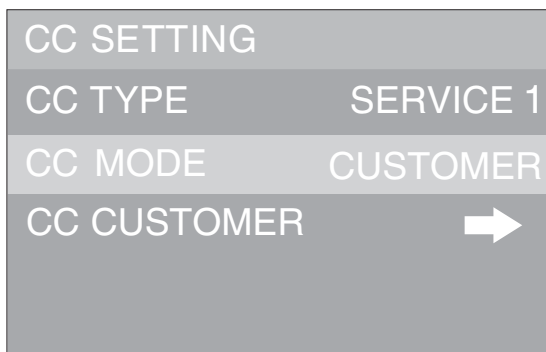 CC SETTING
CC TYPE SERVICE 1
CC MODE CUSTOMER
CC CUSTOMER